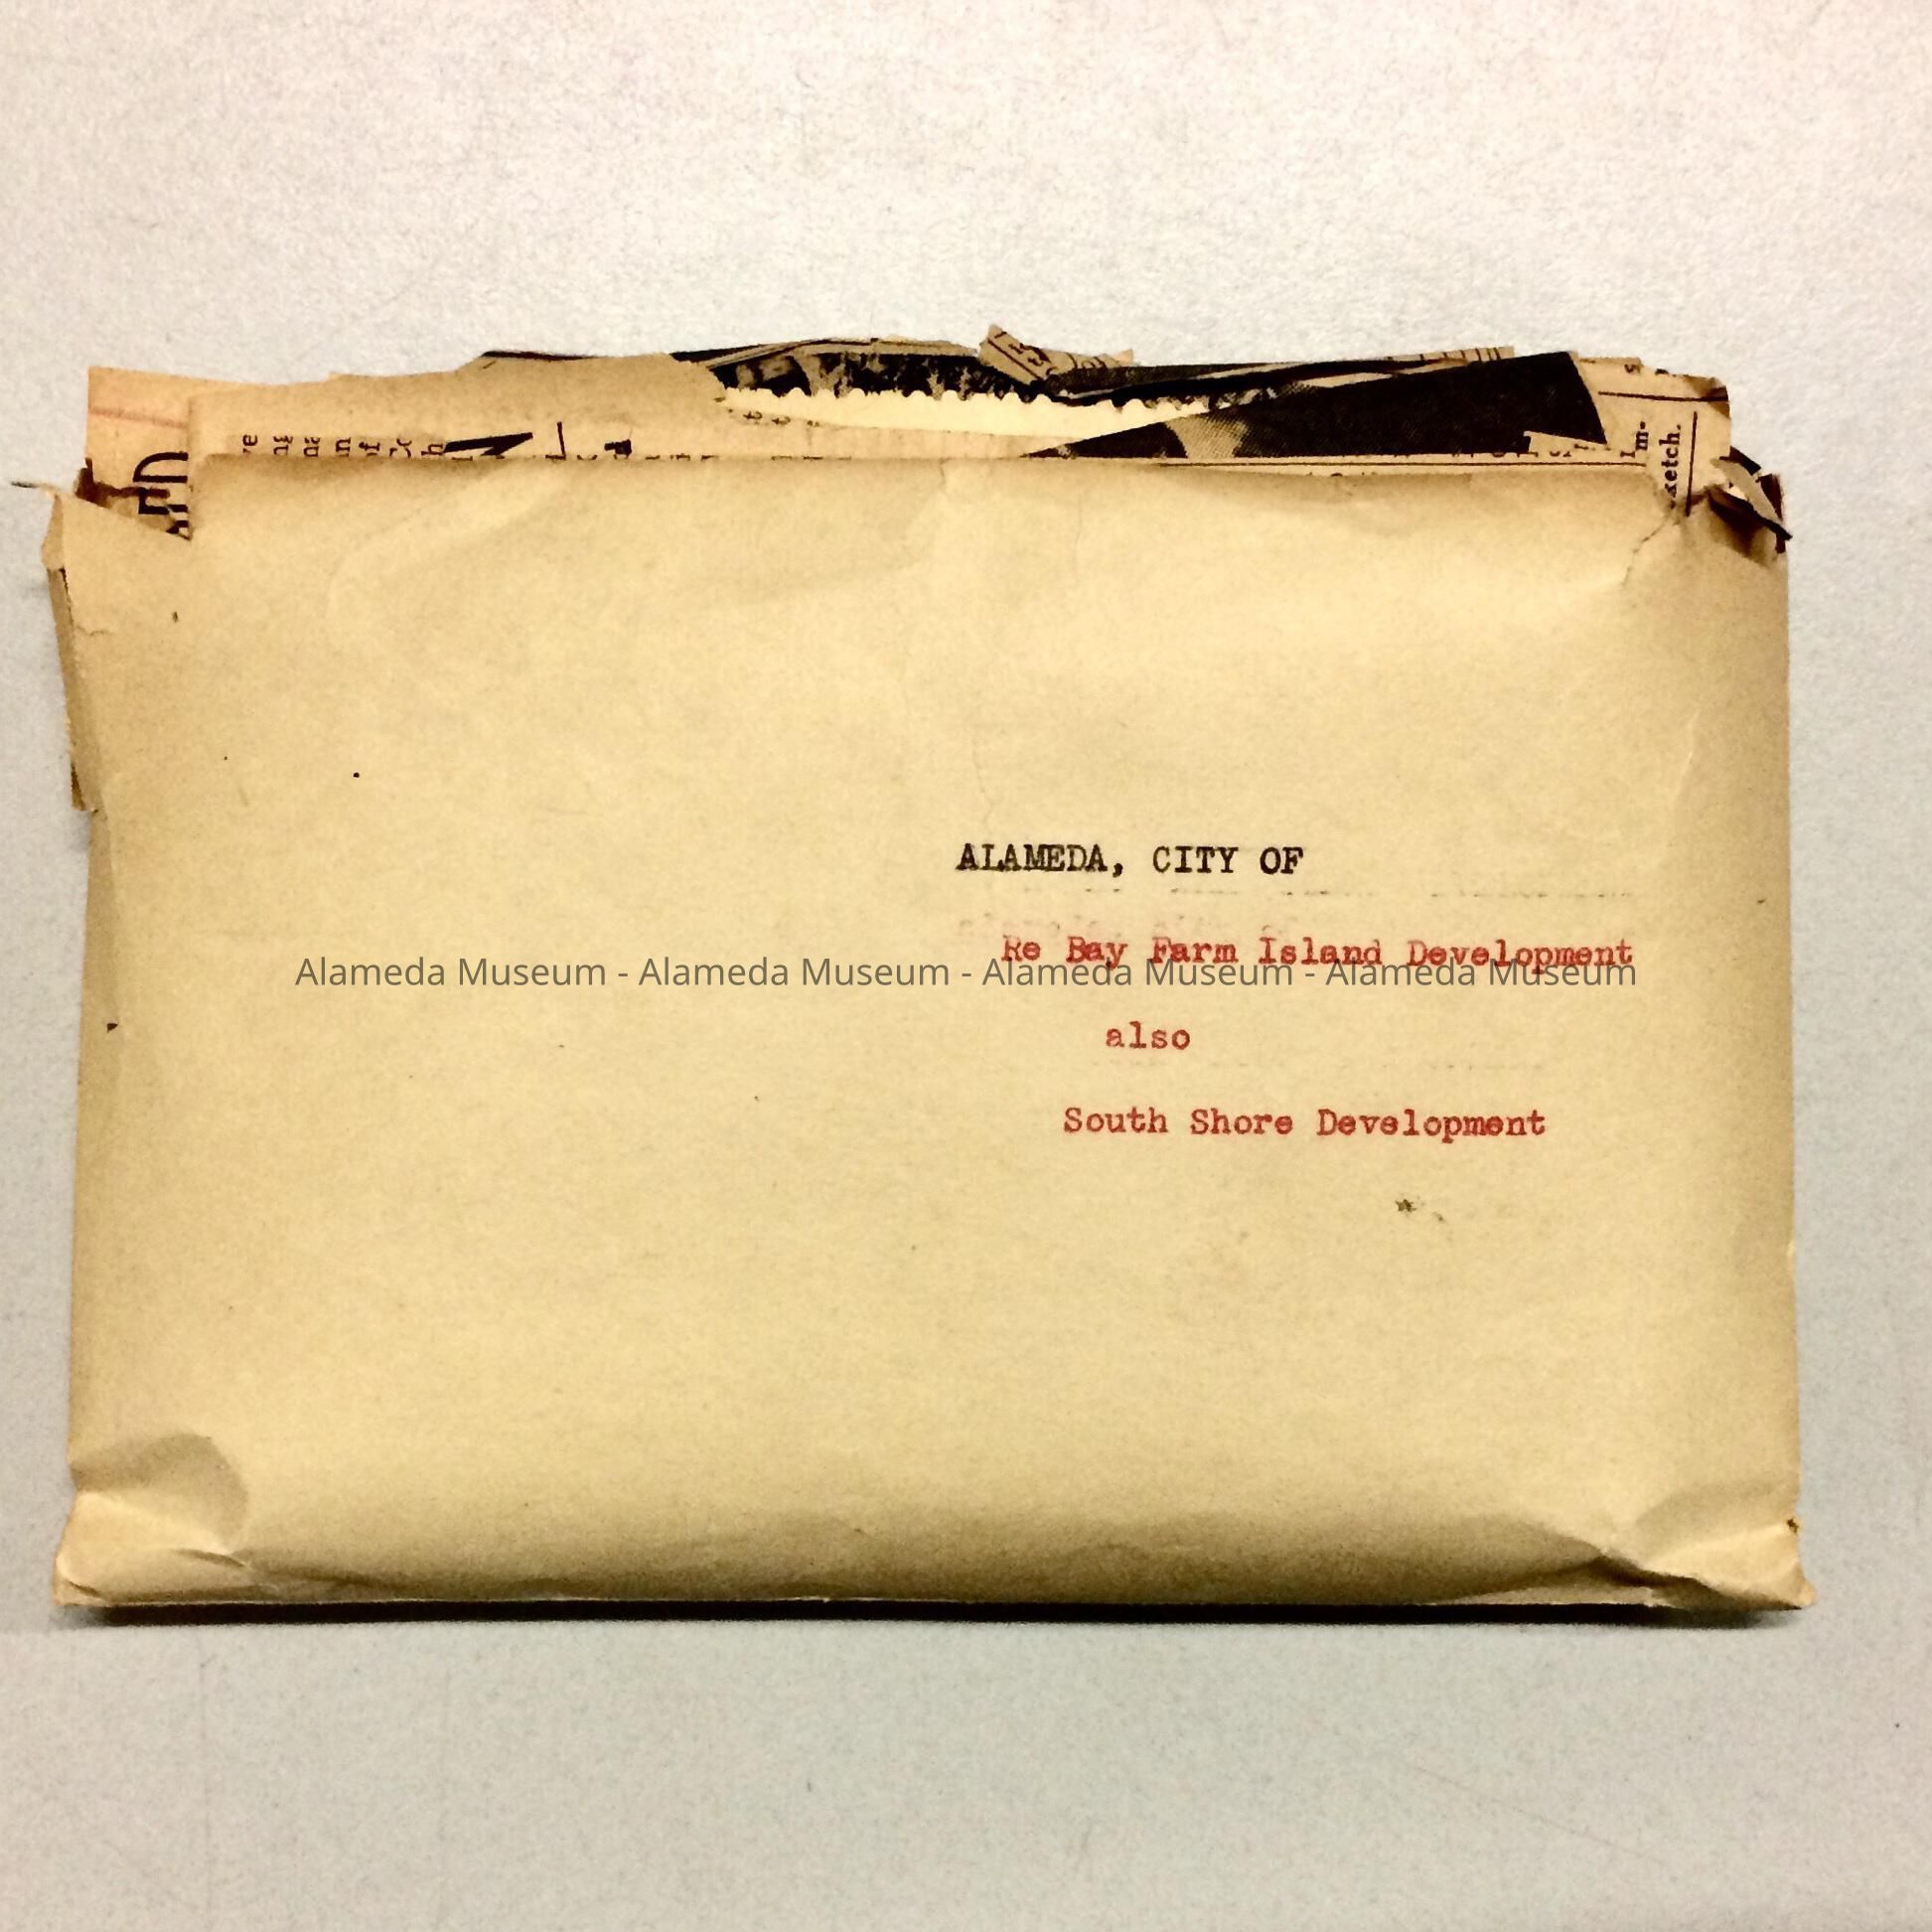 ketch.
ALAMEDA, CITY OF
Re Bay Farm Island Development
Alameda Museum - Alameda Museum - Alameda Museum - Alameda Museum
also
South Shore Development